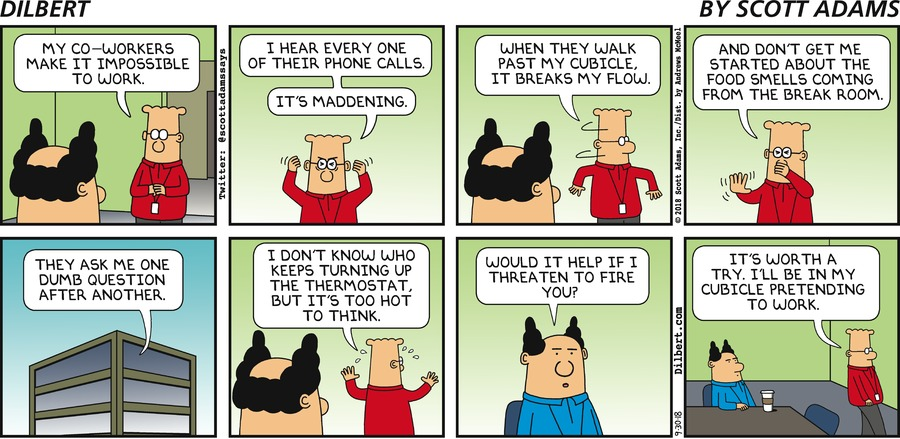 DILBERT
BY SCOTT ADAMS
MY CO-WORKERS
MAKE IT IMPOSSIBLE
TO WORK.
Twitter: @scottadamssays
I HEAR EVERY ONE
OF THEIR PHONE CALLS.
IT'S MADDENING.
WHEN THEY WALK
PAST MY CUBICLE,
IT BREAKS MY FLOW.
© 2018 Scott Adams, Inc./Dist. by Andrews McMeel
AND DON'T GET ME
STARTED ABOUT THE
FOOD SMELLS COMING
FROM THE BREAK ROOM.
THEY ASK ME ONE
DUMB QUESTION
AFTER ANOTHER.
I DON'T KNOW WHO
KEEPS TURNING UP
THE THERMOSTAT,
BUT IT'S TOO HOT
TO THINK.
WOULD IT HELP IF I
THREATEN TO FIRE
YOU?
9-30-18 Dilbert.com
IT'S WORTH A
TRY. I'LL BE IN MY
CUBICLE PRETENDING
TO WORK.